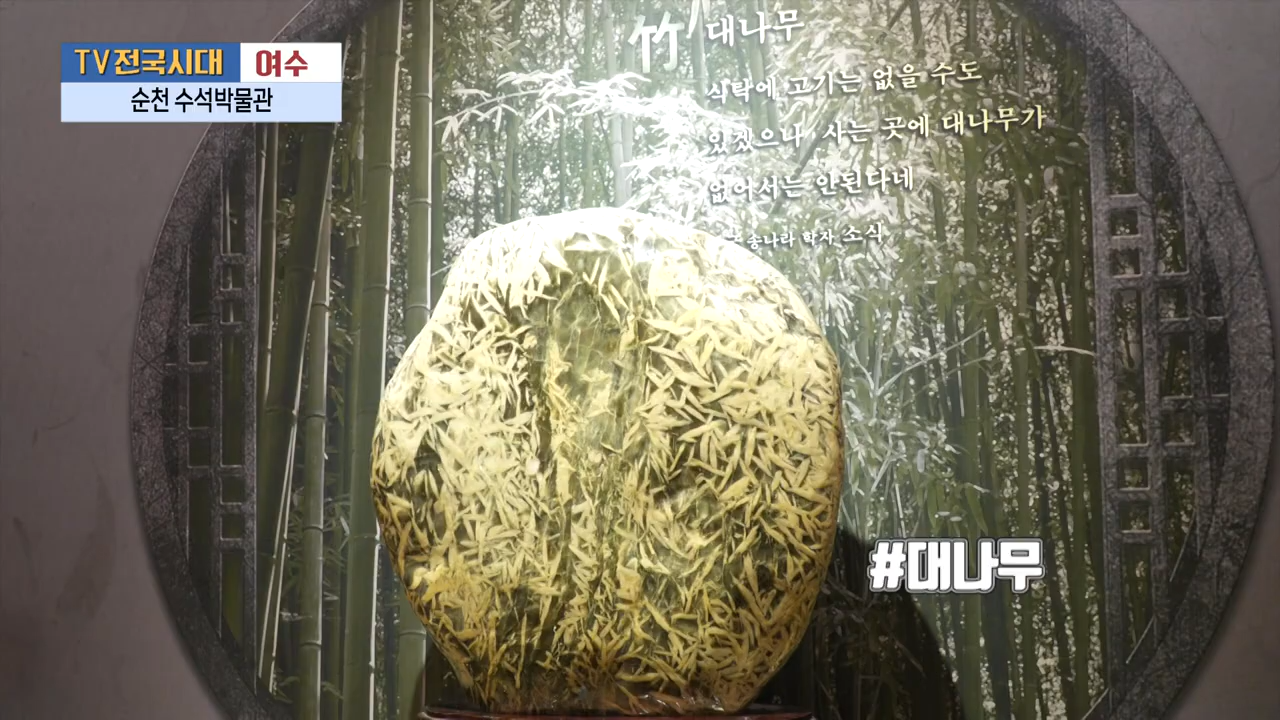 TV전국시대 여수
순천 수석박물관
竹 대나무
식탁에 고기는 없을 수도
있겠으나 사는 곳에 대나무가
없어서는 안된다네
송나라 학자 소식
#대나무